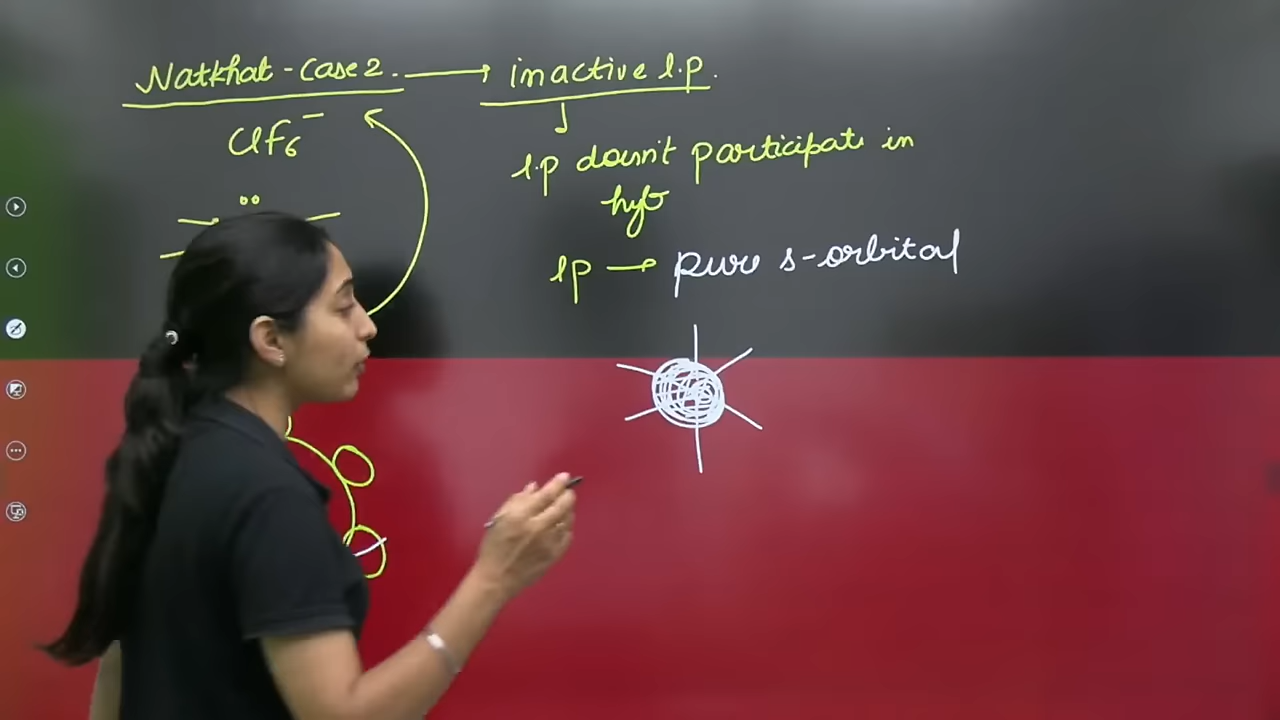 Natkhat - Case 2. → inactive l.p.
ClF6⁻
l.p doesn't participate in
hyb
lp → pure s-orbital